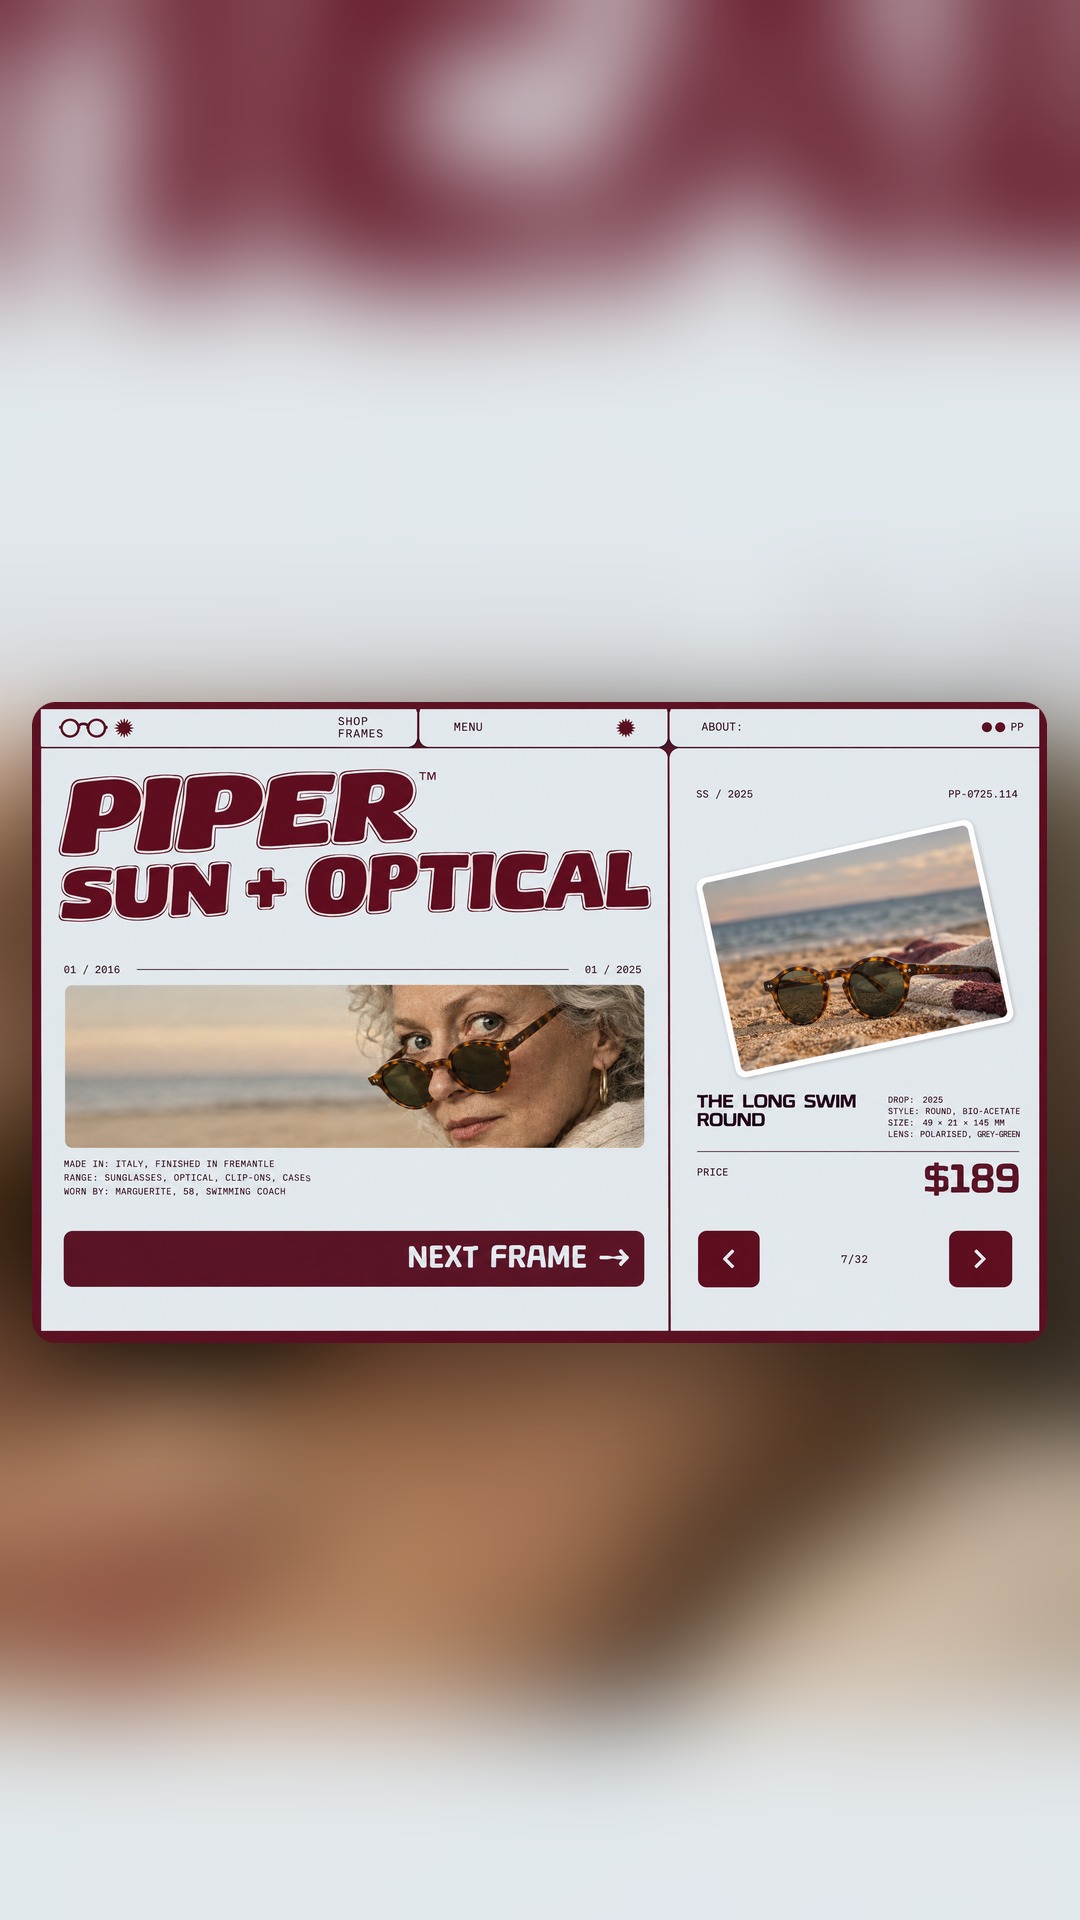 SHOP
FRAMES
MENU
ABOUT:
PP
PIPER™
SUN + OPTICAL
01 / 2016
01 / 2025
MADE IN: ITALY, FINISHED IN FREMANTLE
RANGE: SUNGLASSES, OPTICAL, CLIP-ONS, CASES
WORN BY: MARGUERITE, 58, SWIMMING COACH
NEXT FRAME →
SS / 2025
PP-0725.114
THE LONG SWIM
ROUND
DROP: 2025
STYLE: ROUND, BIO-ACETATE
SIZE: 49 × 21 × 145 MM
LENS: POLARISED, GREY-GREEN
PRICE
$189
7/32